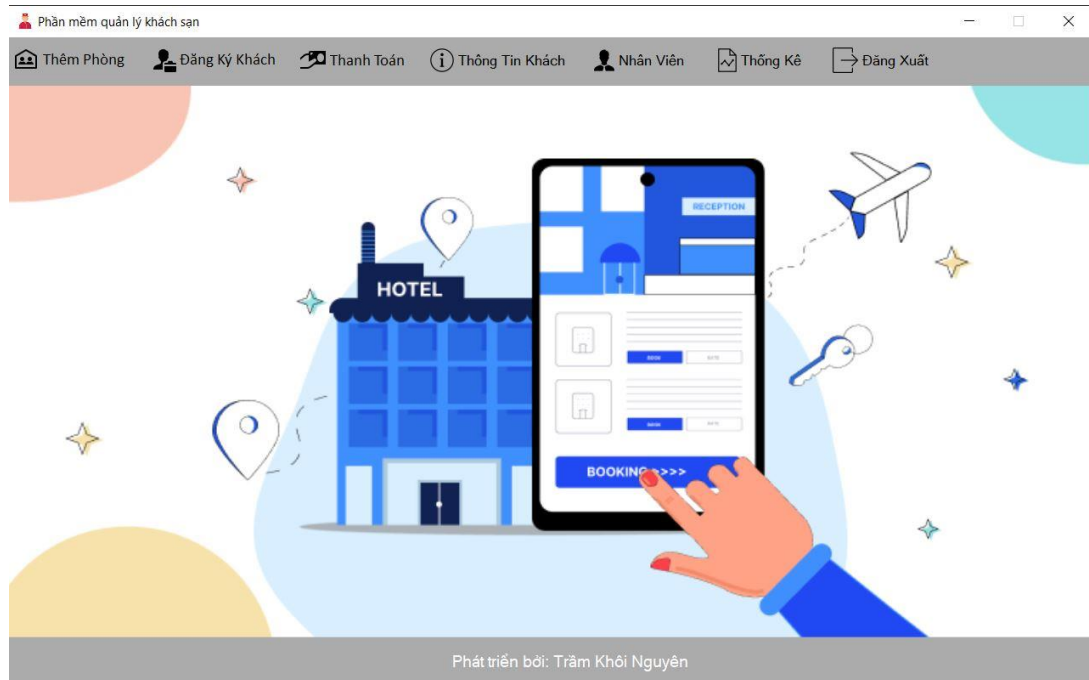 Phần mềm quản lý khách sạn
Thêm Phòng Đăng Ký Khách Thanh Toán Thông Tin Khách Nhân Viên Thống Kê Đăng Xuất
RECEPTION
HOTEL
BOOKING >>>>
Phát triển bởi: Trầm Khôi Nguyên